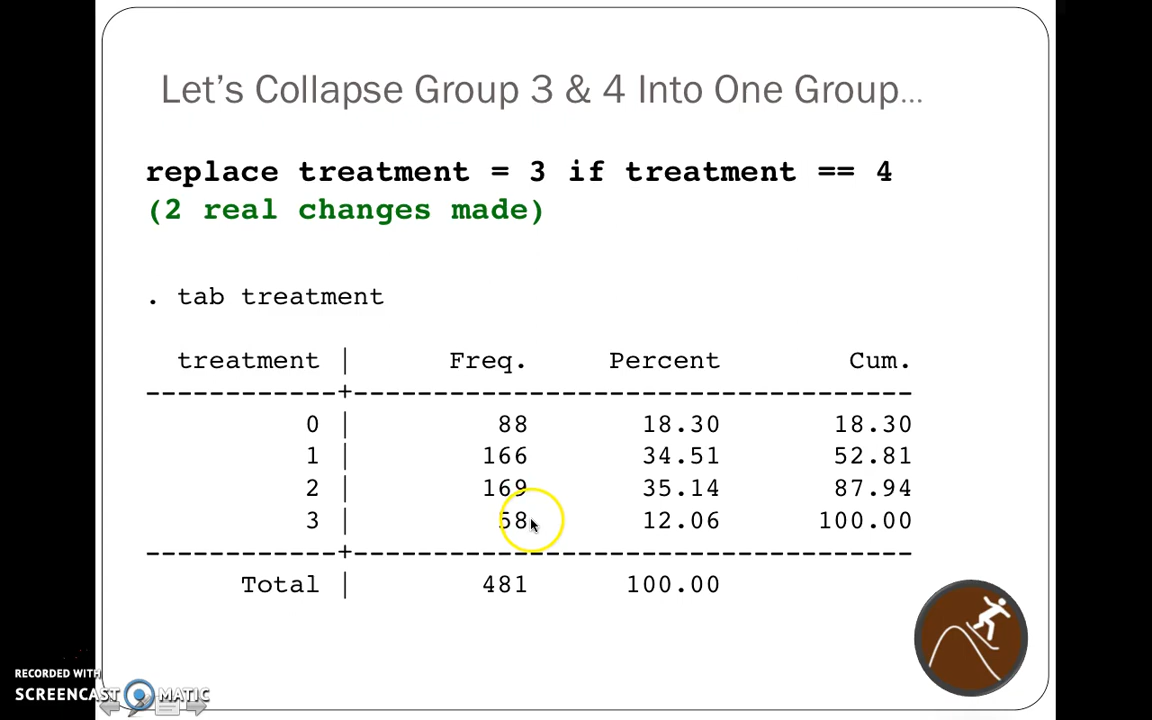 Let's Collapse Group 3 & 4 Into One Group...
replace treatment = 3 if treatment == 4
(2 real changes made)
. tab treatment
treatment | Freq. Percent Cum.
------------+-----------------------------------
0 | 88 18.30 18.30
1 | 166 34.51 52.81
2 | 169 35.14 87.94
3 | 58 12.06 100.00
------------+-----------------------------------
Total | 481 100.00
RECORDED WITH
SCREENCAST MATIC